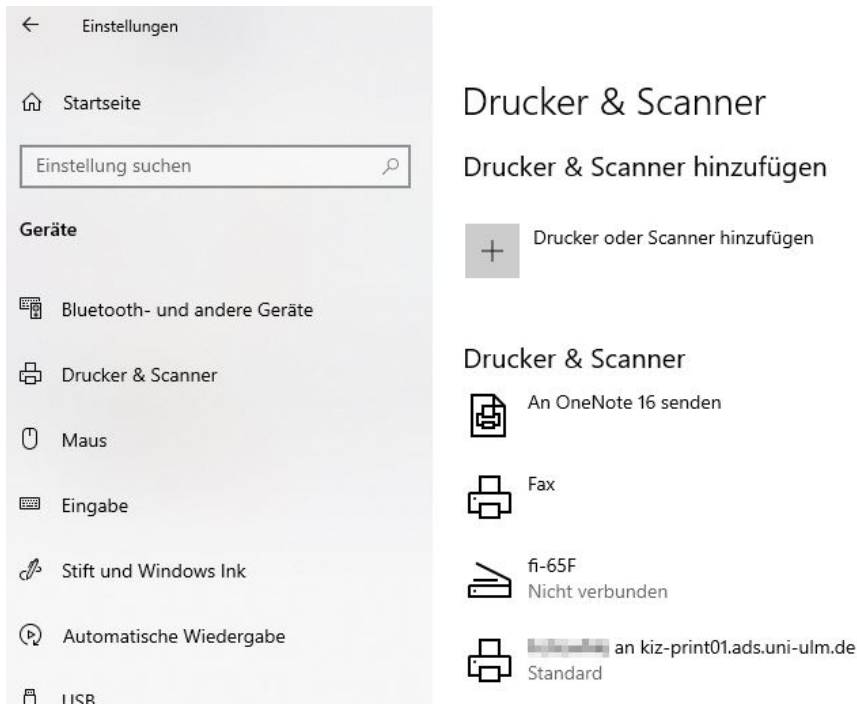 Einstellungen
Startseite
Einstellung suchen
Geräte
Bluetooth- und andere Geräte
Drucker & Scanner
Maus
Eingabe
Stift und Windows Ink
Automatische Wiedergabe
USB
Drucker & Scanner
Drucker & Scanner hinzufügen
Drucker oder Scanner hinzufügen
Drucker & Scanner
An OneNote 16 senden
Fax
fi-65F
Nicht verbunden
an kiz-print01.ads.uni-ulm.de
Standard